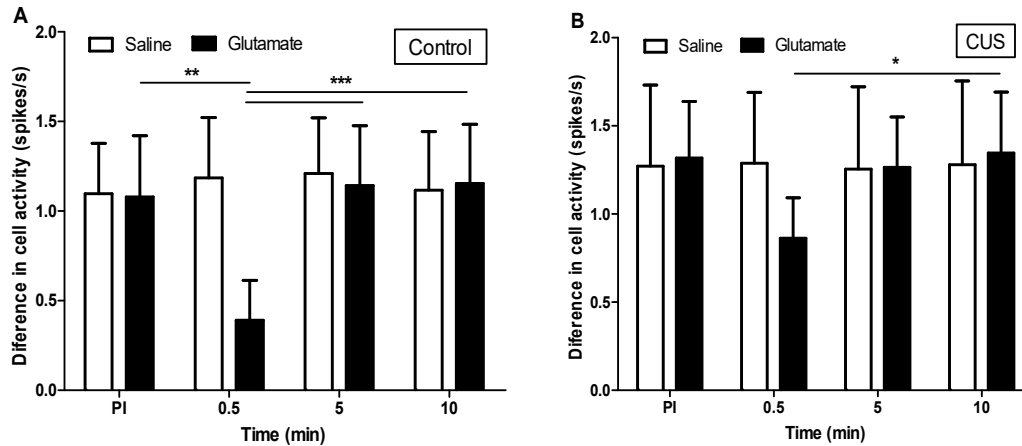 A
Saline
Glutamate
Control
**
***
Diference in cell activity (spikes/s)
2.0
1.5
1.0
0.5
0.0
PI
0.5
5
10
Time (min)
B
Saline
Glutamate
CUS
*
Diference in cell activity (spikes/s)
2.0
1.5
1.0
0.5
0.0
PI
0.5
5
10
Time (min)